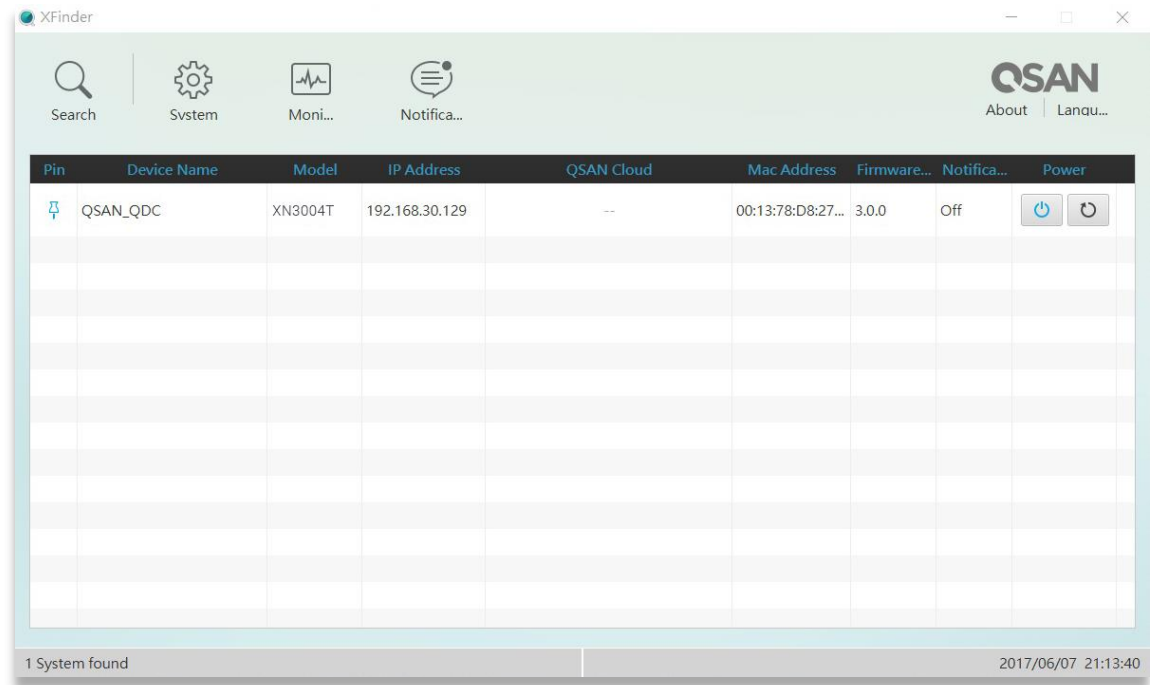 XFinder
QSAN
Search System Moni... Notifica...
About Langu...
Pin Device Name Model IP Address QSAN Cloud Mac Address Firmware... Notifica... Power
QSAN_QDC XN3004T 192.168.30.129 -- 00:13:78:D8:27... 3.0.0 Off
1 System found 2017/06/07 21:13:40